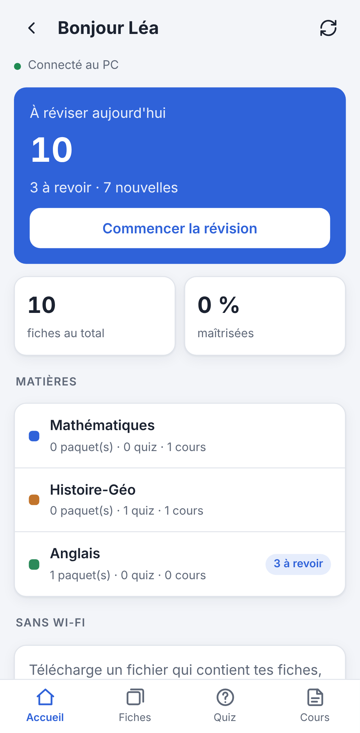 Bonjour Léa
Connecté au PC
À réviser aujourd'hui
10
3 à revoir · 7 nouvelles
Commencer la révision
10
fiches au total
0 %
maîtrisées
MATIÈRES
Mathématiques
0 paquet(s) · 0 quiz · 1 cours
Histoire-Géo
0 paquet(s) · 1 quiz · 1 cours
Anglais
1 paquet(s) · 0 quiz · 0 cours
3 à revoir
SANS WI-FI
Télécharge un fichier qui contient tes fiches,
Accueil
Fiches
Quiz
Cours